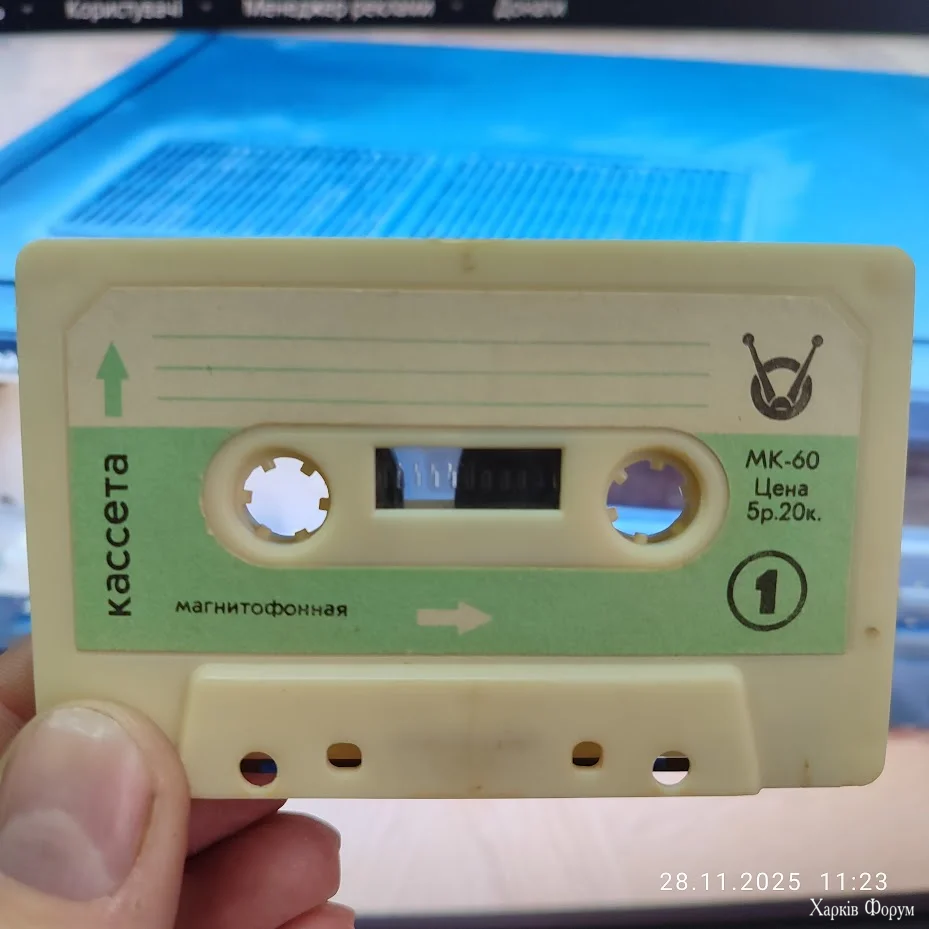 Користувачі
Менеджер реклами
Донати
кассета
МК-60
Цена
5р.20к.
1
магнитофонная
28.11.2025 11:23
Харків Форум